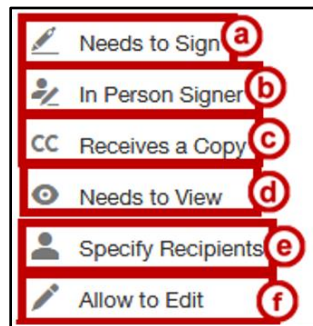 Needs to Sign a
In Person Signer b
CC Receives a Copy c
Needs to View d
Specify Recipients e
Allow to Edit f